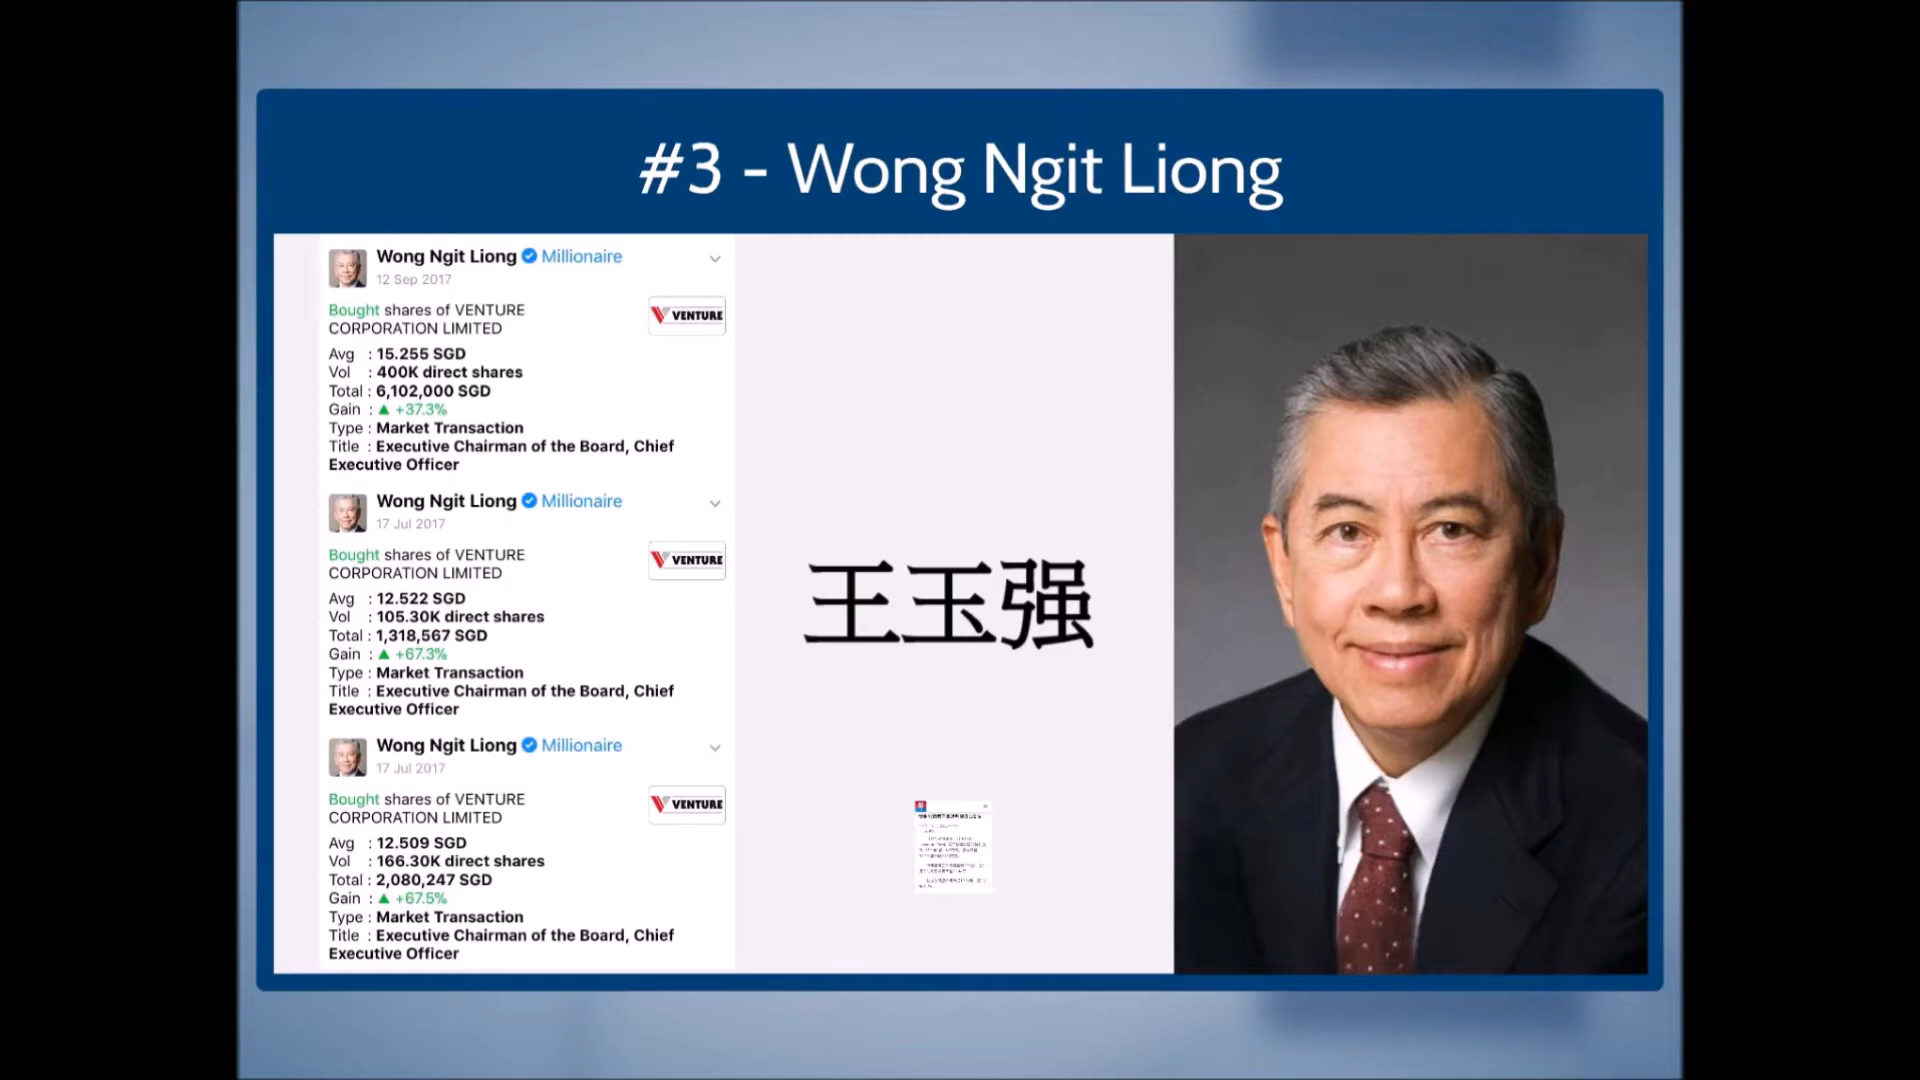 #3 - Wong Ngit Liong
Wong Ngit Liong Millionaire
12 Sep 2017
Bought shares of VENTURE
CORPORATION LIMITED
VENTURE
Avg : 15.255 SGD
Vol : 400K direct shares
Total : 6,102,000 SGD
Gain : ▲ +37.3%
Type : Market Transaction
Title : Executive Chairman of the Board, Chief
Executive Officer
Wong Ngit Liong Millionaire
17 Jul 2017
Bought shares of VENTURE
CORPORATION LIMITED
VENTURE
Avg : 12.522 SGD
Vol : 105.30K direct shares
Total : 1,318,567 SGD
Gain : ▲ +67.3%
Type : Market Transaction
Title : Executive Chairman of the Board, Chief
Executive Officer
Wong Ngit Liong Millionaire
17 Jul 2017
Bought shares of VENTURE
CORPORATION LIMITED
VENTURE
Avg : 12.509 SGD
Vol : 166.30K direct shares
Total : 2,080,247 SGD
Gain : ▲ +67.5%
Type : Market Transaction
Title : Executive Chairman of the Board, Chief
Executive Officer
王玉强